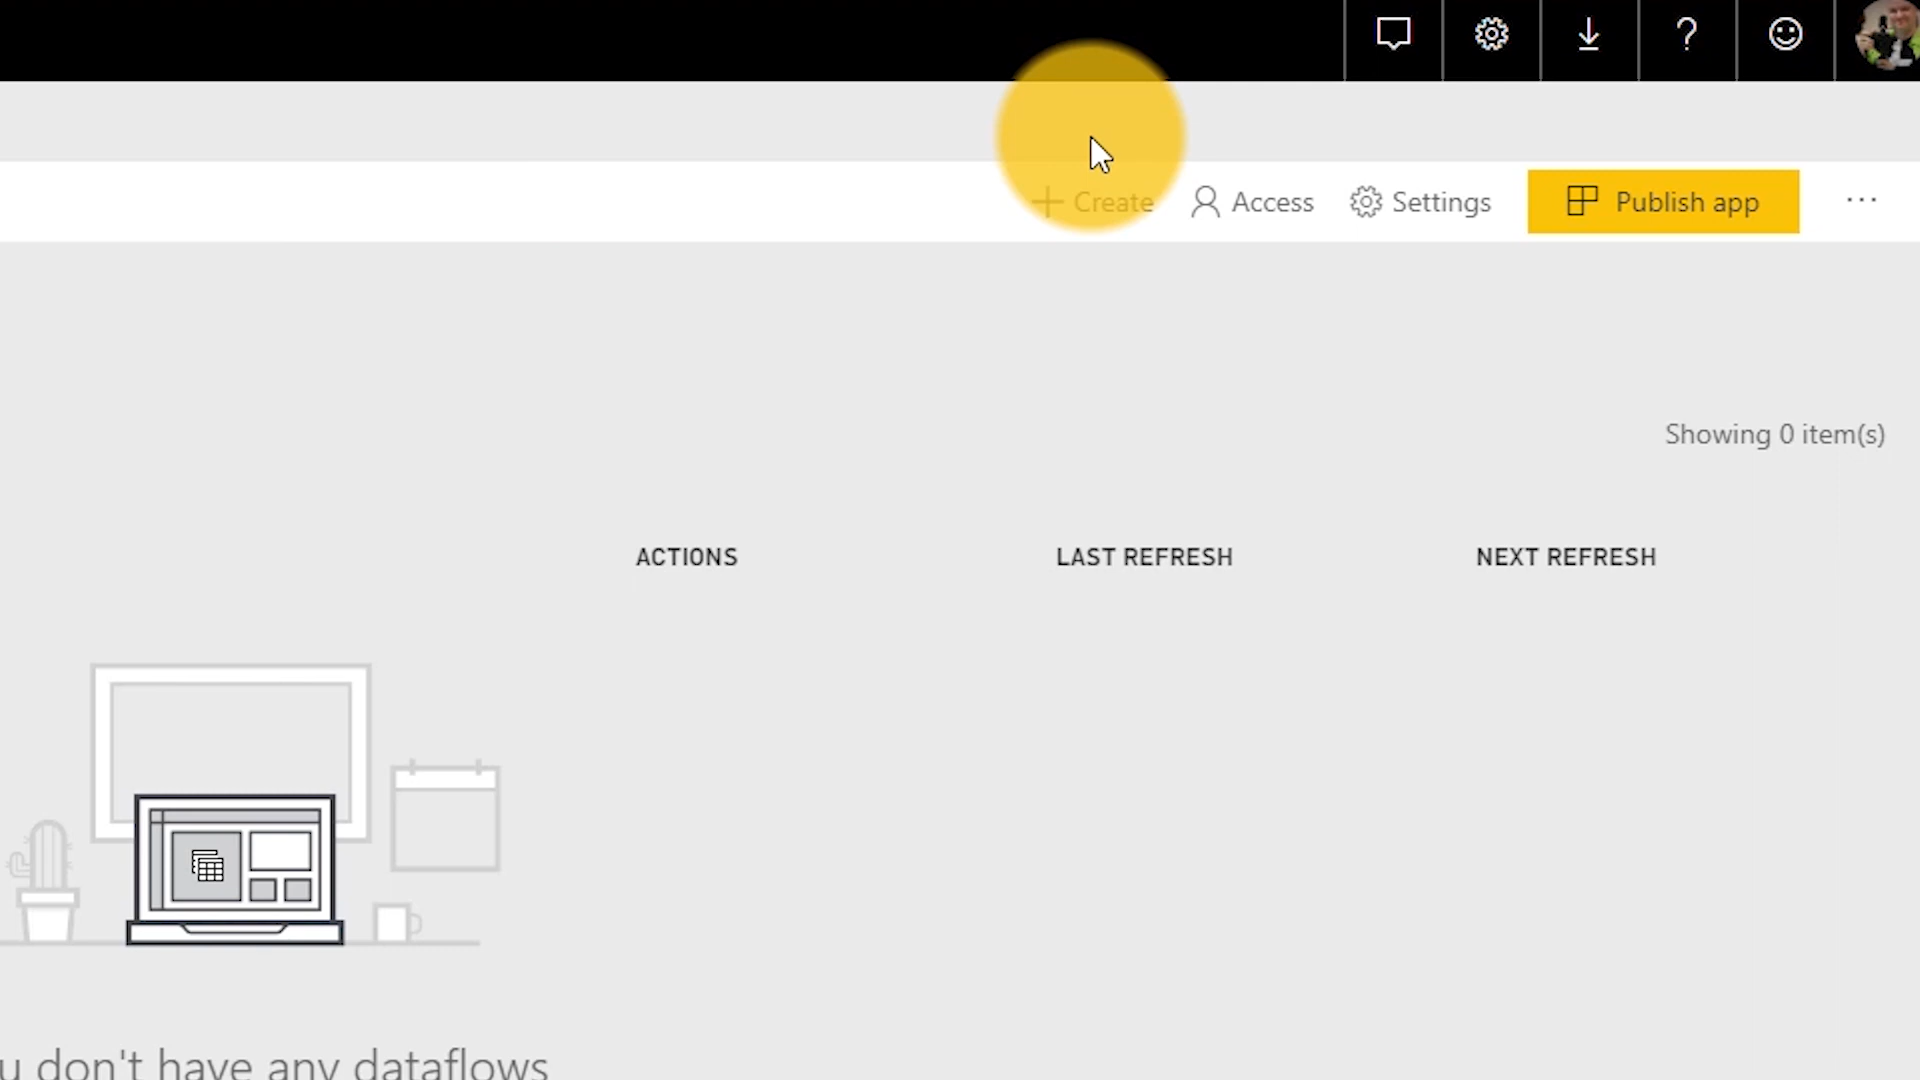 Create Access Settings Publish app ...
Showing 0 item(s)
ACTIONS LAST REFRESH NEXT REFRESH
u don't have any dataflows